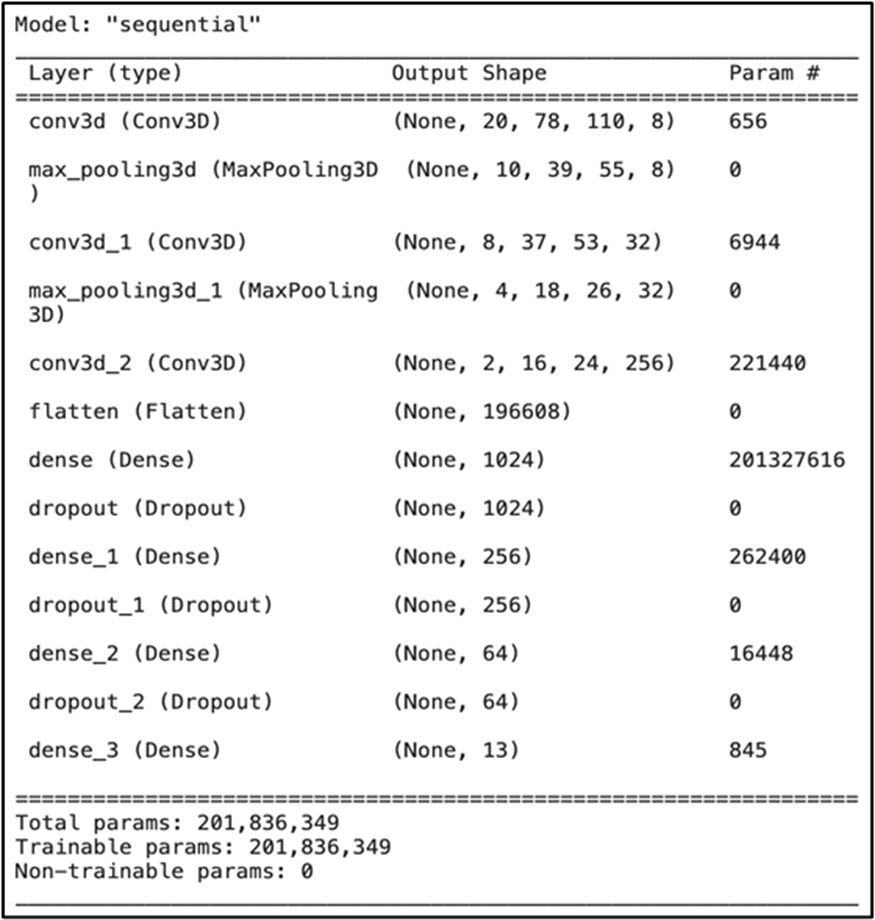 Model: "sequential"
Layer (type) Output Shape Param #
=================================================================
conv3d (Conv3D) (None, 20, 78, 110, 8) 656
max_pooling3d (MaxPooling3D (None, 10, 39, 55, 8) 0
)
conv3d_1 (Conv3D) (None, 8, 37, 53, 32) 6944
max_pooling3d_1 (MaxPooling (None, 4, 18, 26, 32) 0
3D)
conv3d_2 (Conv3D) (None, 2, 16, 24, 256) 221440
flatten (Flatten) (None, 196608) 0
dense (Dense) (None, 1024) 201327616
dropout (Dropout) (None, 1024) 0
dense_1 (Dense) (None, 256) 262400
dropout_1 (Dropout) (None, 256) 0
dense_2 (Dense) (None, 64) 16448
dropout_2 (Dropout) (None, 64) 0
dense_3 (Dense) (None, 13) 845
=================================================================
Total params: 201,836,349
Trainable params: 201,836,349
Non-trainable params: 0